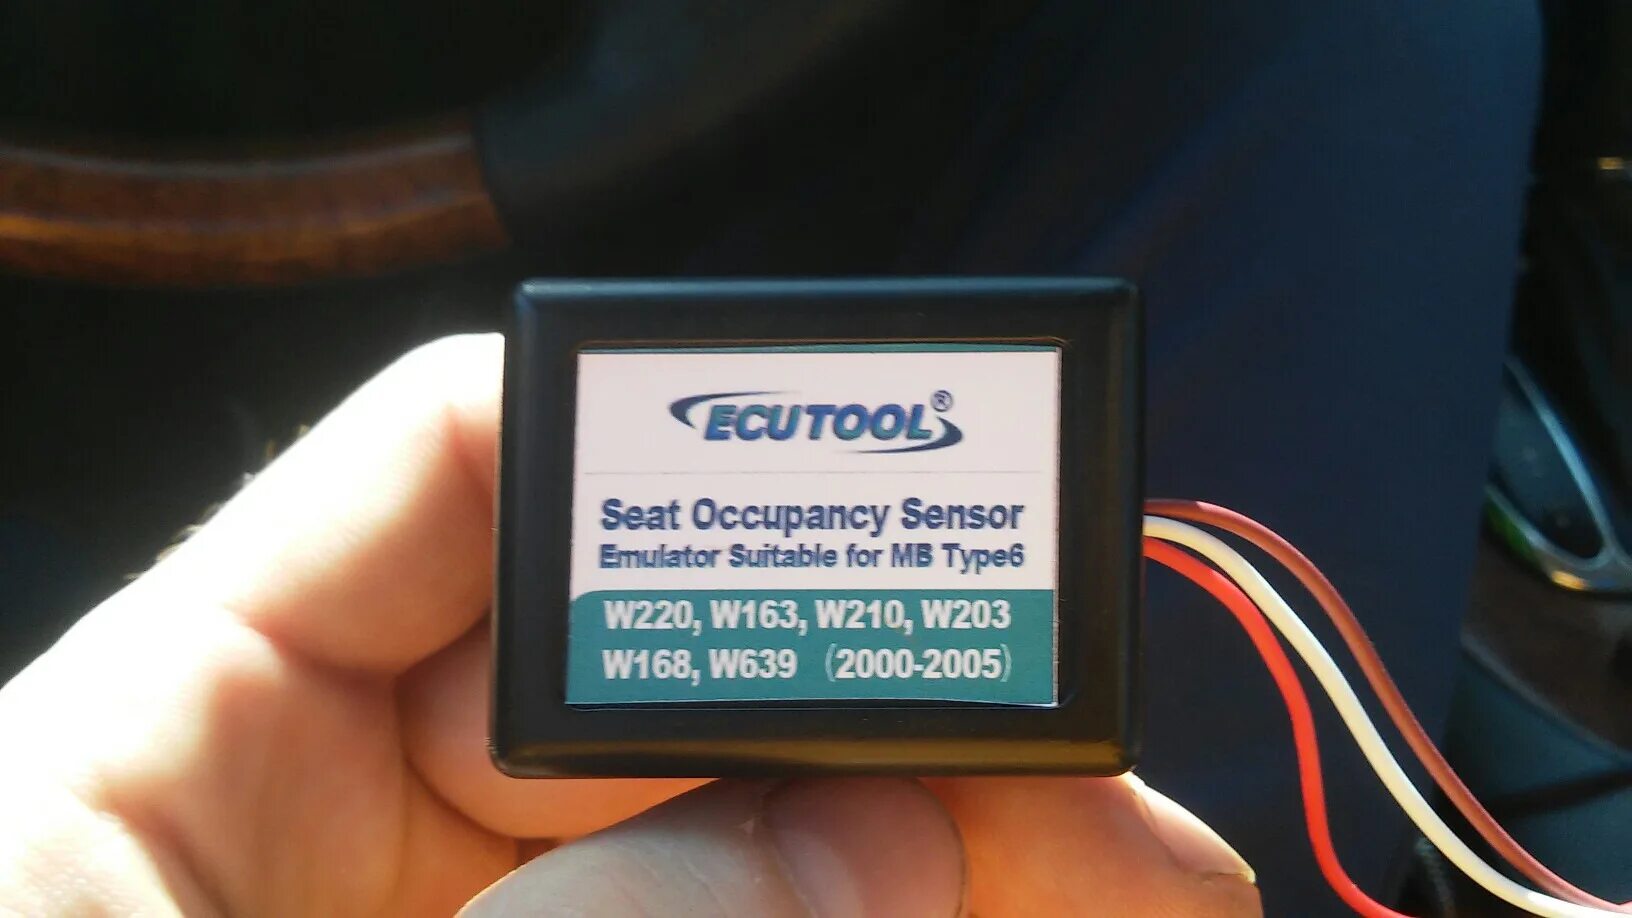 ECUTOOL®
Seat Occupancy Sensor
Emulator Suitable for MB Type6
W220, W163, W210, W203
W168, W639 (2000-2005)